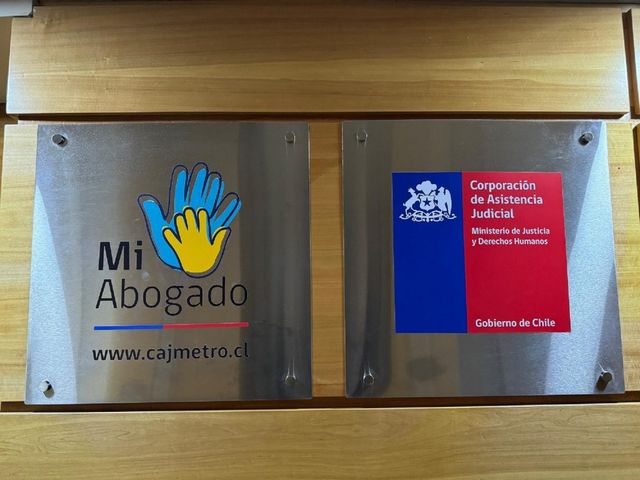 Mi
Abogado
www.cajmetro.cl
Corporación
de Asistencia
Judicial
Ministerio de Justicia
y Derechos Humanos
Gobierno de Chile